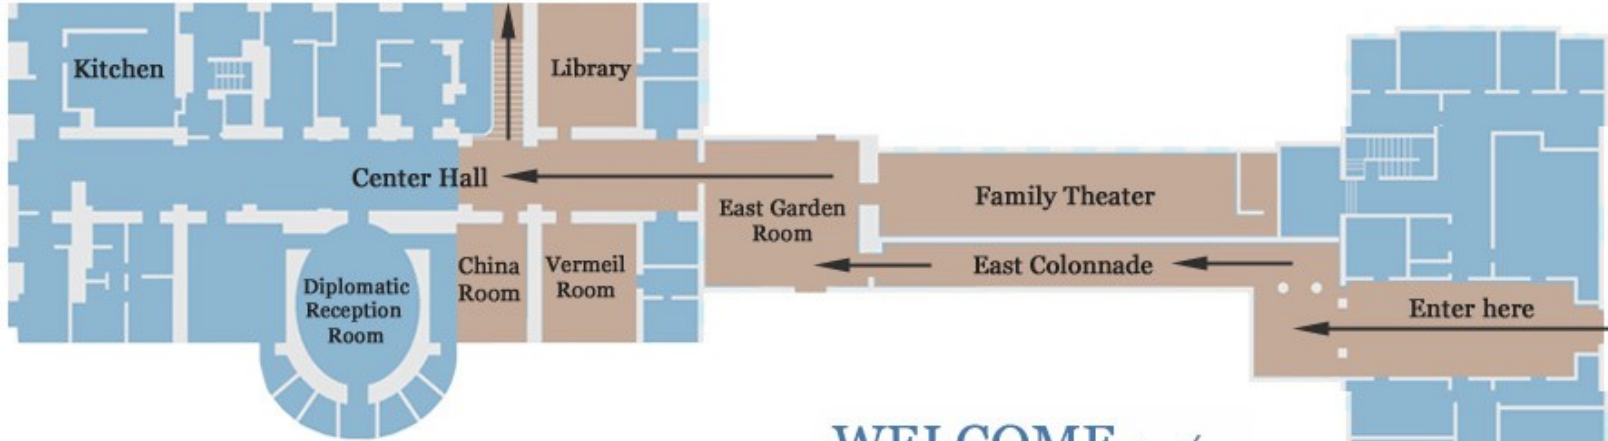 Kitchen
Library
Center Hall
Family Theater
East Garden
Room
China
Room
Vermeil
Room
East Colonnade
Diplomatic
Reception
Room
Enter here
WELCOME